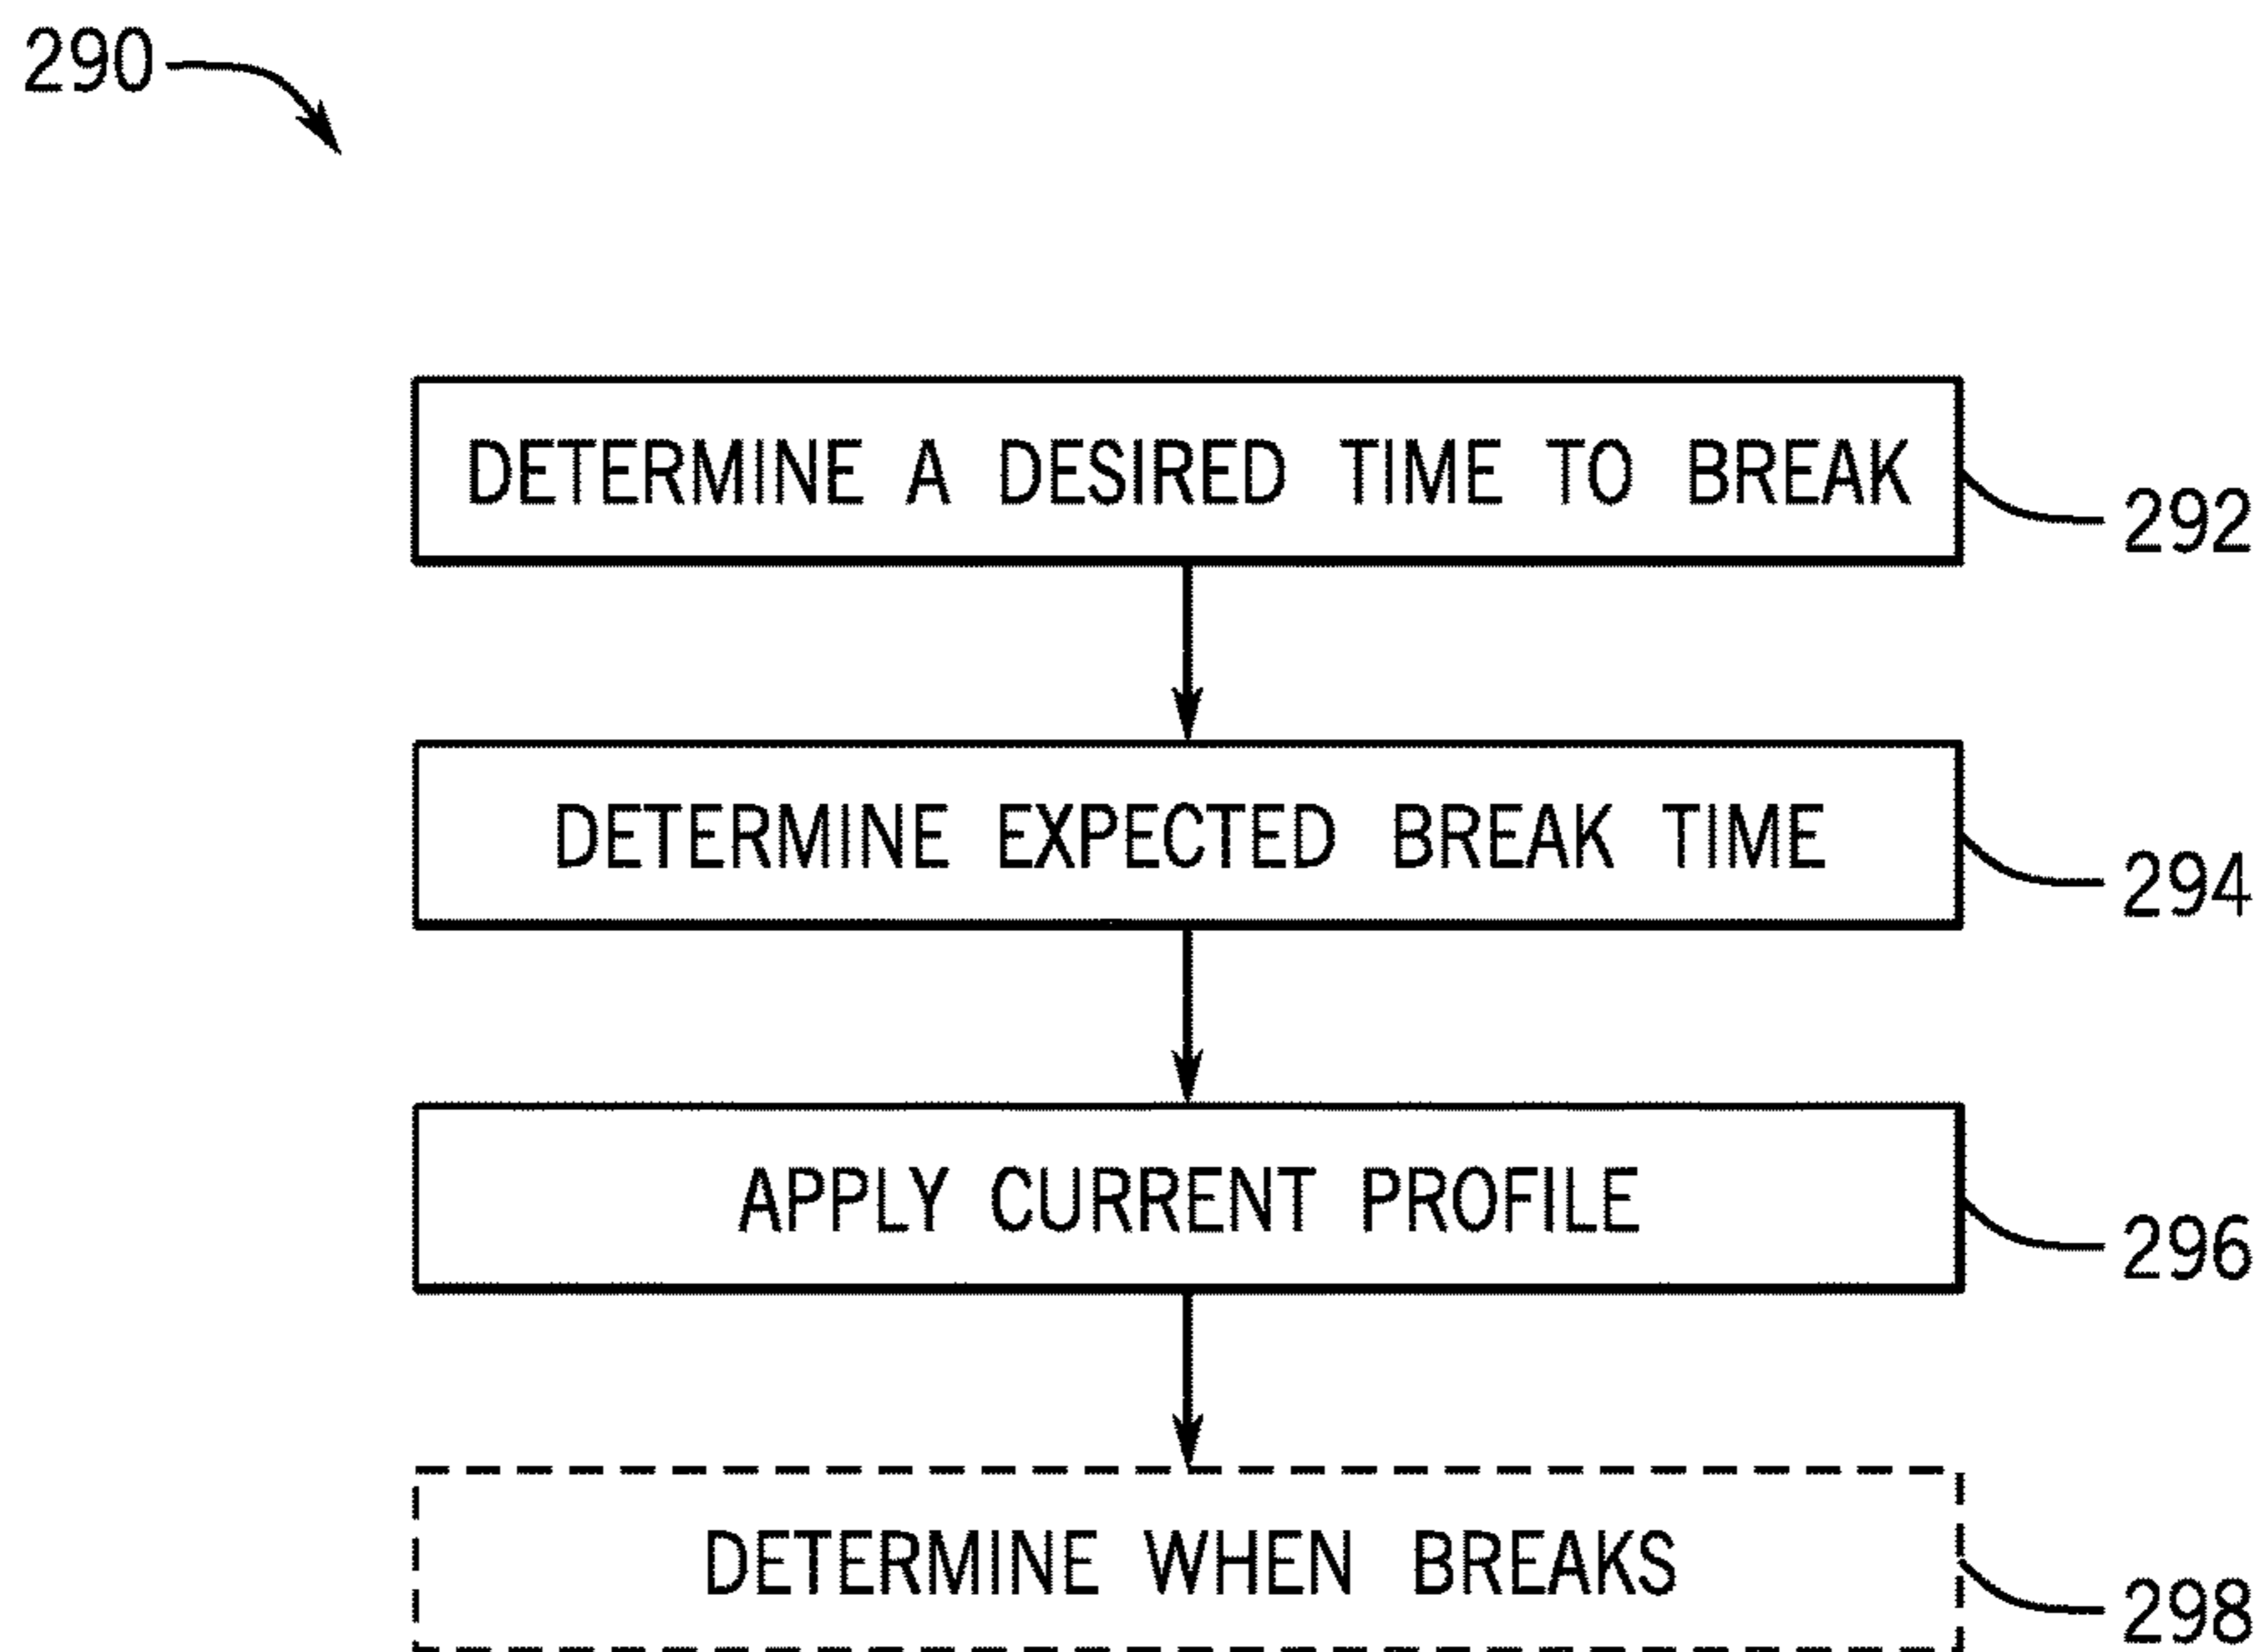 290
DETERMINE A DESIRED TIME TO BREAK
292
DETERMINE EXPECTED BREAK TIME
294
APPLY CURRENT PROFILE
296
DETERMINE WHEN BREAKS
298